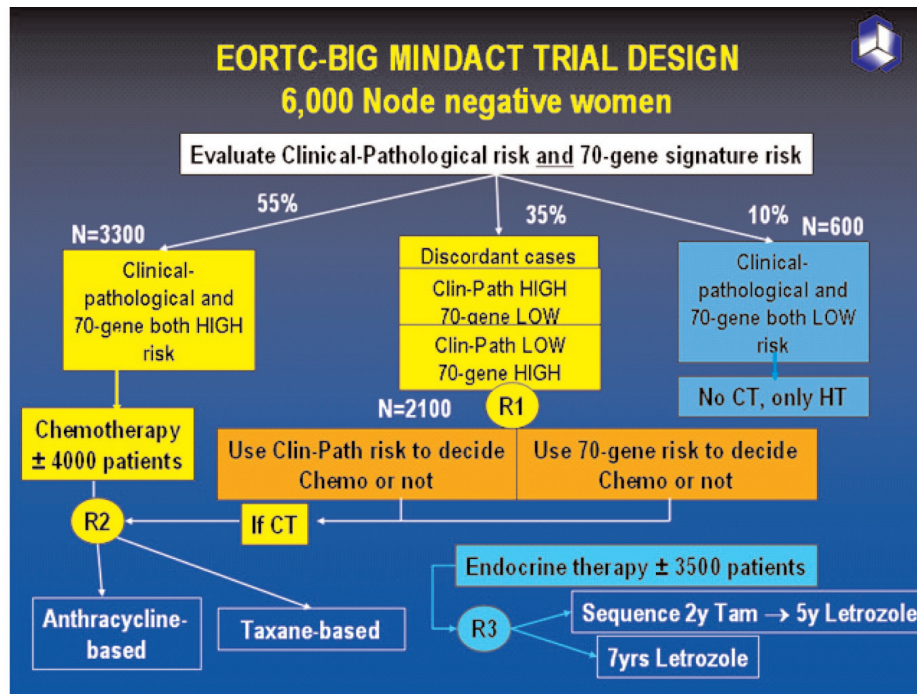 EORTC-BIG MINDACT TRIAL DESIGN
6,000 Node negative women
Evaluate Clinical-Pathological risk and 70-gene signature risk
55%
35%
10%
N=3300
N=600
Clinical-
pathological and
70-gene both HIGH
risk
Discordant cases
Clin-Path HIGH
70-gene LOW
Clin-Path LOW
70-gene HIGH
Clinical-
pathological and
70-gene both LOW
risk
N=2100
R1
No CT, only HT
Chemotherapy
± 4000 patients
Use Clin-Path risk to decide
Chemo or not
Use 70-gene risk to decide
Chemo or not
R2
If CT
Endocrine therapy ± 3500 patients
Anthracycline-
based
Taxane-based
R3
Sequence 2y Tam → 5y Letrozole
7yrs Letrozole